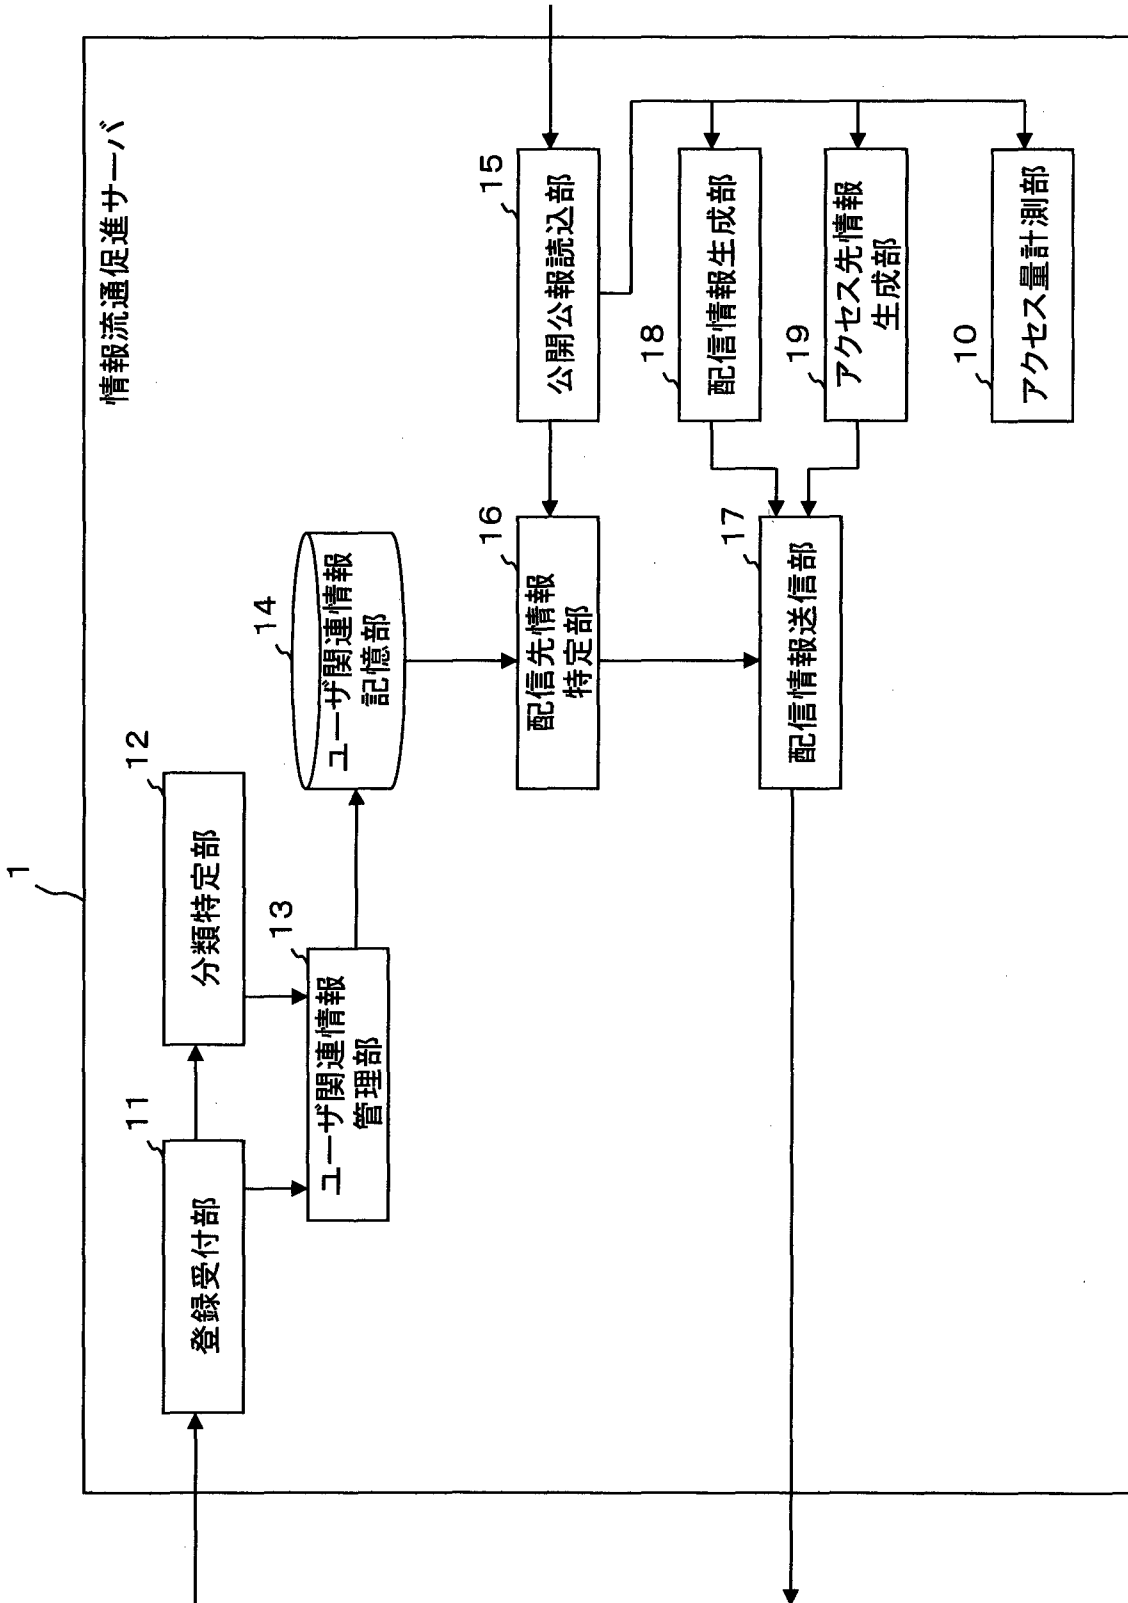 1
情報流通促進サーバ
11
登録受付部
12
分類特定部
13
ユーザ関連情報
管理部
14
ユーザ関連情報
記憶部
15
公開公報読込部
16
配信先情報
特定部
17
配信情報送信部
18
配信情報生成部
19
アクセス先情報
生成部
10
アクセス量計測部